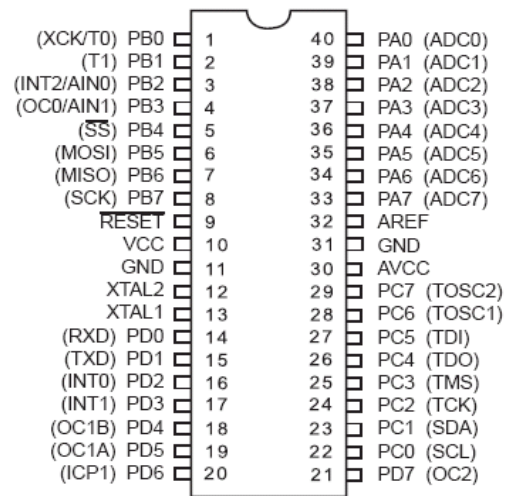 (XCK/T0) PB0 1 40 PA0 (ADC0)
(T1) PB1 2 39 PA1 (ADC1)
(INT2/AIN0) PB2 3 38 PA2 (ADC2)
(OC0/AIN1) PB3 4 37 PA3 (ADC3)
(S̅S̅) PB4 5 36 PA4 (ADC4)
(MOSI) PB5 6 35 PA5 (ADC5)
(MISO) PB6 7 34 PA6 (ADC6)
(SCK) PB7 8 33 PA7 (ADC7)
R̅E̅S̅E̅T̅ 9 32 AREF
VCC 10 31 GND
GND 11 30 AVCC
XTAL2 12 29 PC7 (TOSC2)
XTAL1 13 28 PC6 (TOSC1)
(RXD) PD0 14 27 PC5 (TDI)
(TXD) PD1 15 26 PC4 (TDO)
(INT0) PD2 16 25 PC3 (TMS)
(INT1) PD3 17 24 PC2 (TCK)
(OC1B) PD4 18 23 PC1 (SDA)
(OC1A) PD5 19 22 PC0 (SCL)
(ICP1) PD6 20 21 PD7 (OC2)